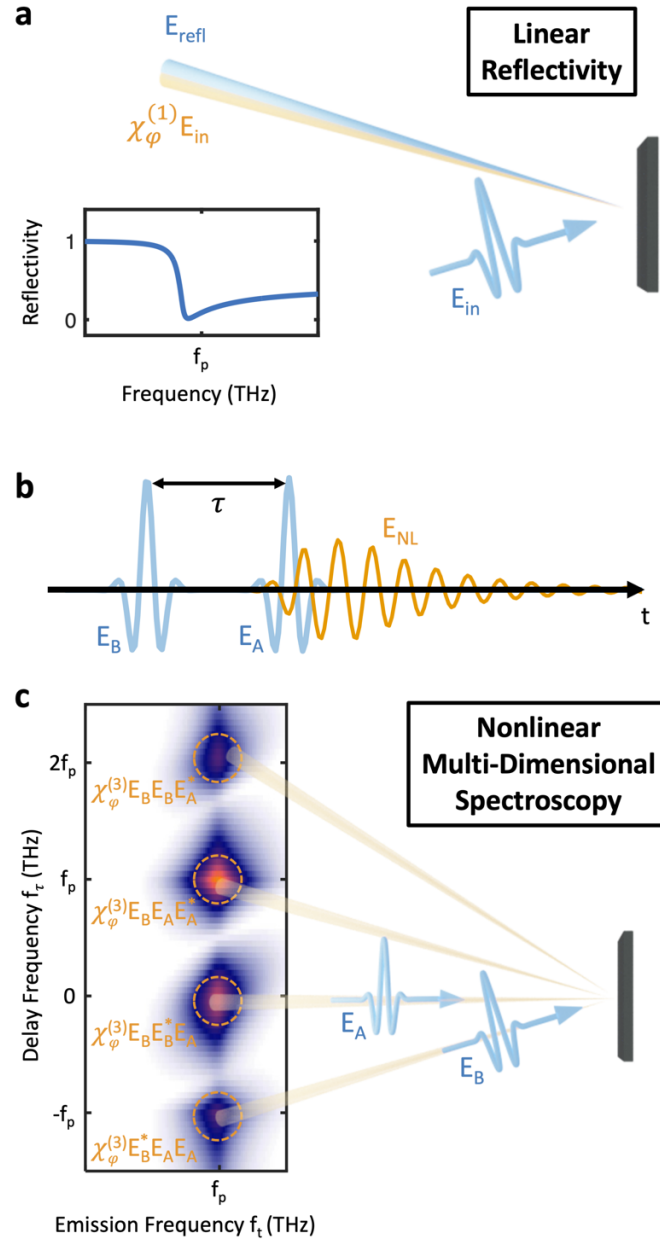 a
E_refl
Linear
Reflectivity
χ_φ^(1) E_in
1
Reflectivity
0
f_p
Frequency (THz)
E_in
b
τ
E_NL
E_B
E_A
t
c
Nonlinear
Multi-Dimensional
Spectroscopy
2f_p
χ_φ^(3) E_B E_B E_A^*
f_p
χ_φ^(3) E_B E_A E_A^*
Delay Frequency f_τ (THz)
0
χ_φ^(3) E_B E_B^* E_A
E_A
E_B
-f_p
χ_φ^(3) E_B^* E_A E_A
f_p
Emission Frequency f_t (THz)